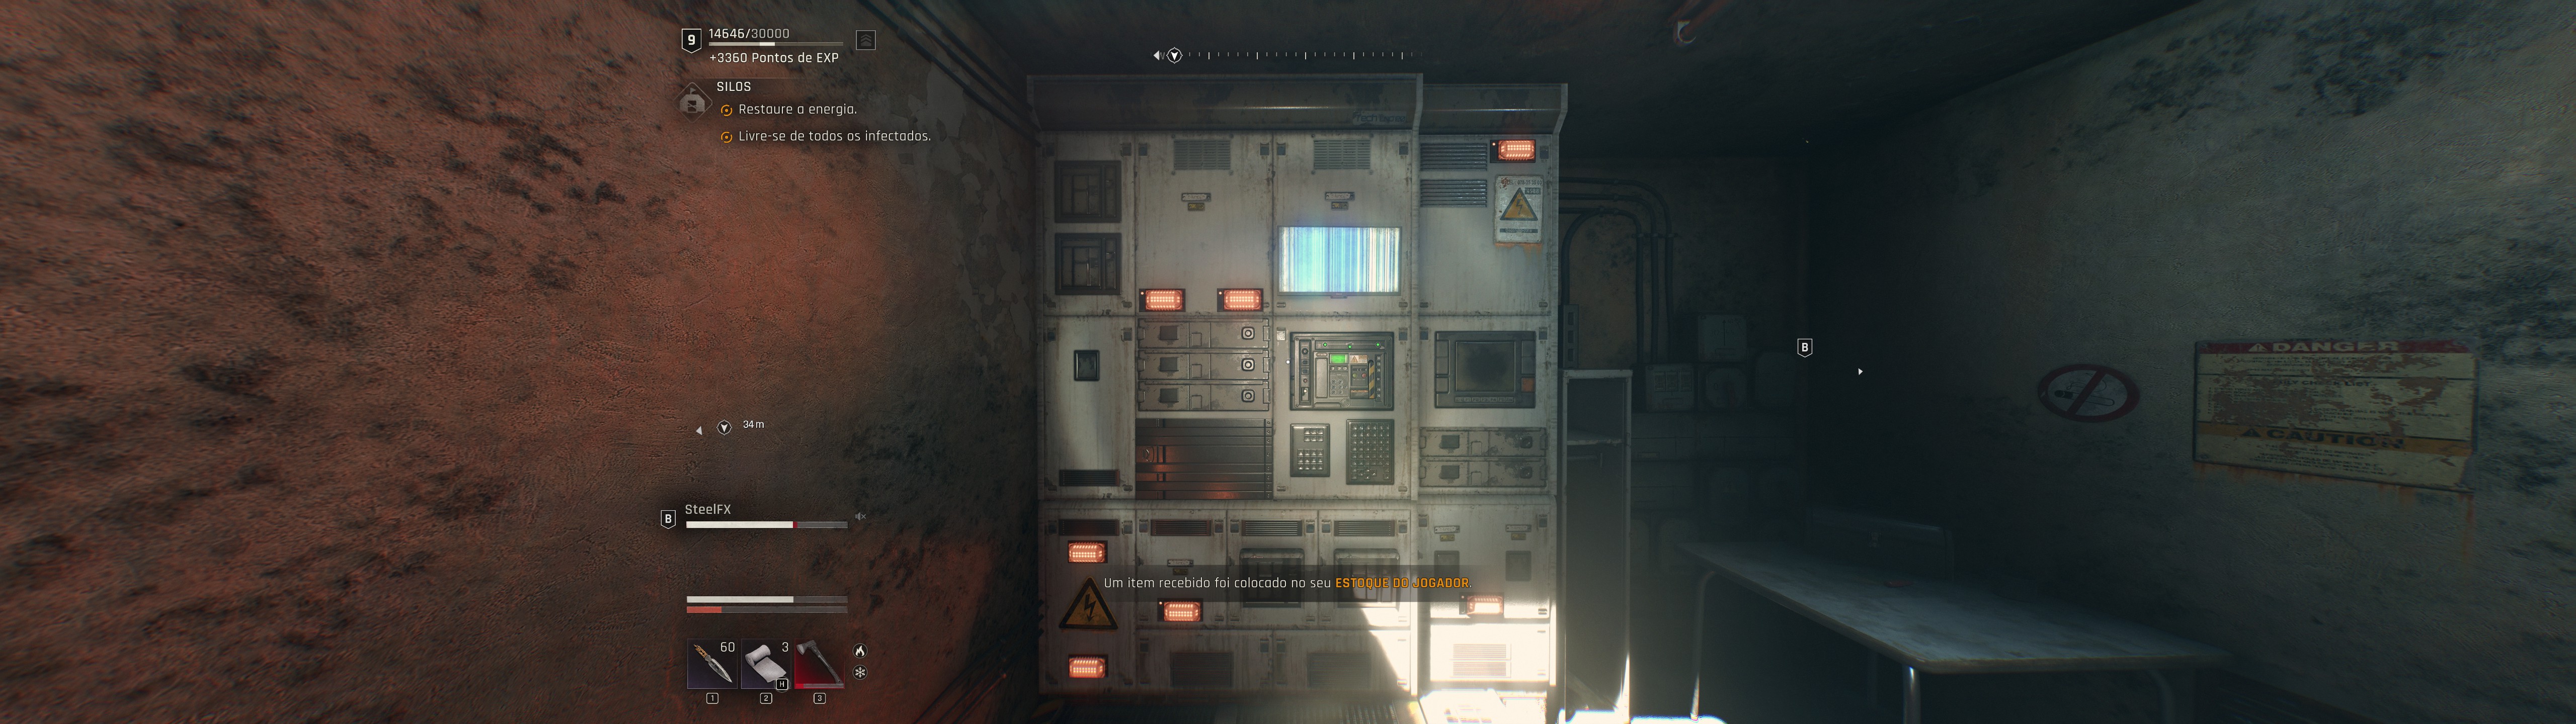 9
14646/30000
+3360 Pontos de EXP
SILOS
Restaure a energia.
Livre-se de todos os infectados.
B
DANGER
CAUTION
34m
SteelFX
B
Um item recebido foi colocado no seu ESTOQUE DO JOGADOR.
60
3
H
1
2
3